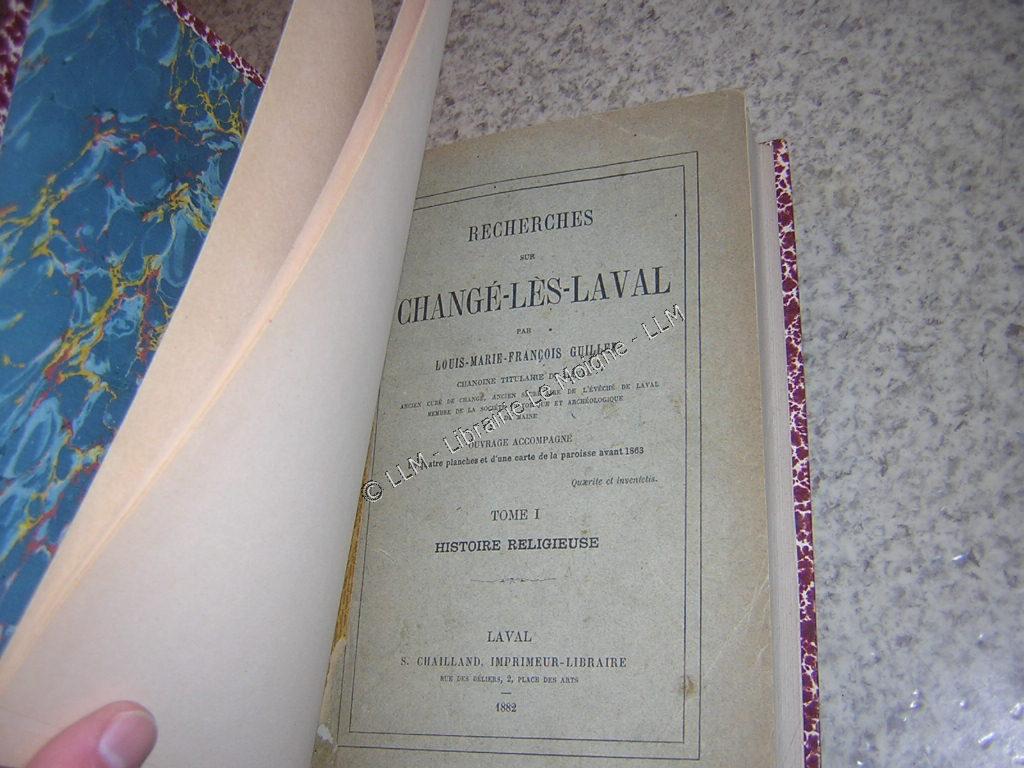 RECHERCHES
SUR
CHANGÉ-LÈS-LAVAL
PAR
LOUIS-MARIE-FRANÇOIS
CHANOINE TITULAIRE
ANCIEN CURÉ DE CHANGÉ, ANCIEN DE L'ÉVÊCHÉ DE LAVAL
MEMBRE DE LA SOCIÉTÉ ET ARCHÉOLOGIQUE
MAINE
OUVRAGE ACCOMPAGNÉ
planches et d'une carte de la paroisse avant 1863
Quærite et invenietis.
TOME I
HISTOIRE RELIGIEUSE
LAVAL
S. CHAILLAND, IMPRIMEUR-LIBRAIRE
RUE DES BÉLIERS, 2, PLACE DES ARTS
1882
© LLM - Librairie Le Moigne - LLM